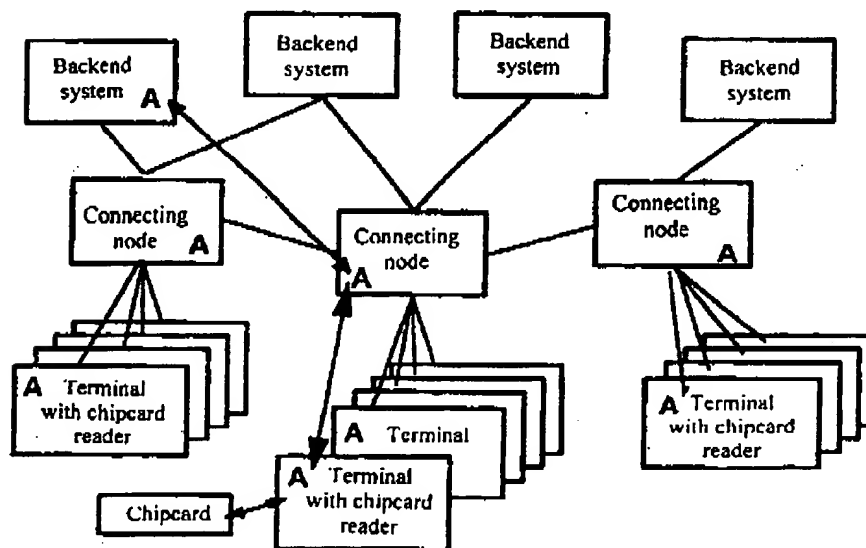 Backend
system
A
Backend
system
Backend
system
Backend
system
Connecting
node
A
Connecting
node
A
Connecting
node
A
A
Terminal
with chipcard
reader
A
Terminal
A
Terminal
with chipcard
reader
A
Terminal
with chipcard
reader
Chipcard